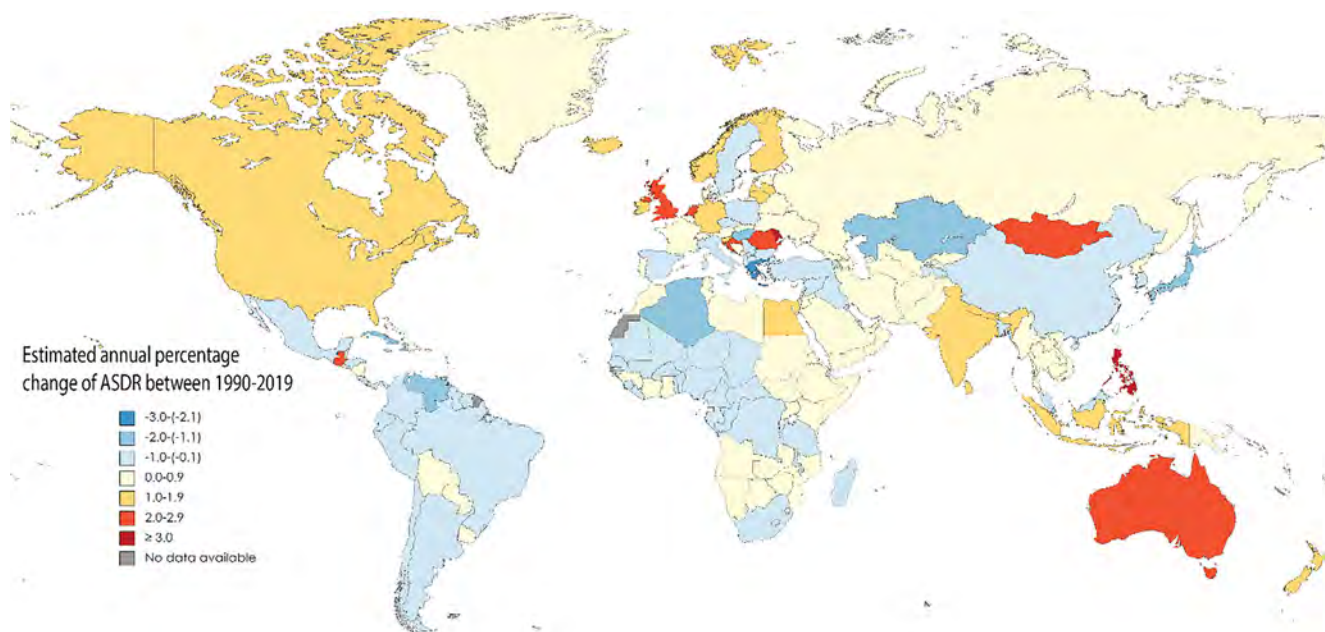 Estimated annual percentage
change of ASDR between 1990-2019
-3.0-(-2.1)
-2.0-(-1.1)
-1.0-(-0.1)
0.0-0.9
1.0-1.9
2.0-2.9
≥ 3.0
No data available